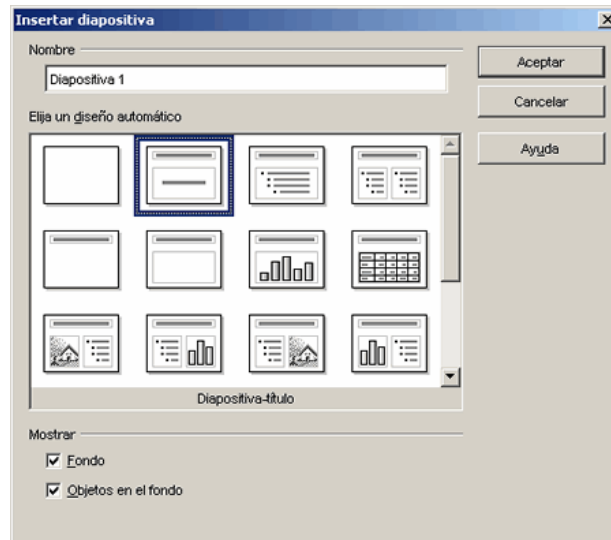 Insertar diapositiva
Nombre
Diapositiva 1
Aceptar
Cancelar
Elija un diseño automático
Ayuda
Diapositiva-título
Mostrar
Fondo
Objetos en el fondo